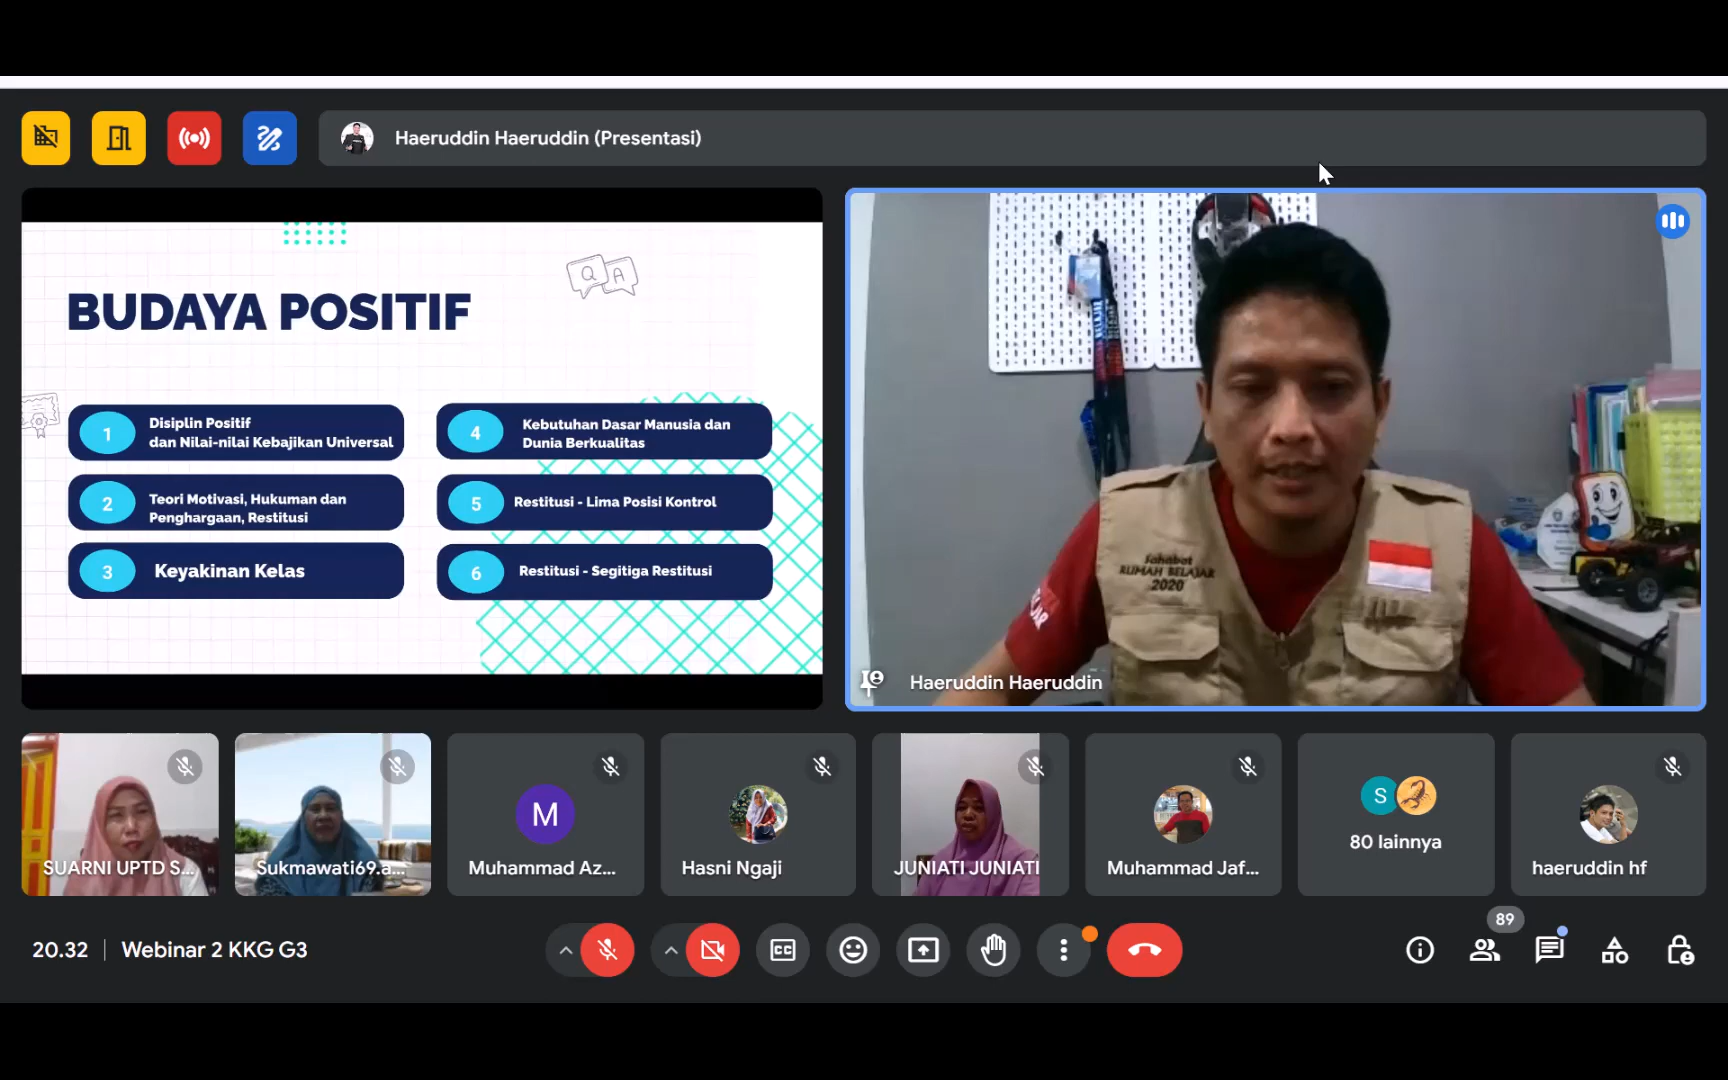 Haeruddin Haeruddin (Presentasi)
Q A
BUDAYA POSITIF
1
Disiplin Positif
dan Nilai-nilai Kebajikan Universal
2
Teori Motivasi, Hukuman dan
Penghargaan, Restitusi
3
Keyakinan Kelas
4
Kebutuhan Dasar Manusia dan
Dunia Berkualitas
5
Restitusi - Lima Posisi Kontrol
6
Restitusi - Segitiga Restitusi
Sahabat
RUMAH BELAJAR
2020
Haeruddin Haeruddin
SUARNI UPTD S...
Sukmawati69.a...
M
Muhammad Az...
Hasni Ngaji
JUNIATI JUNIATI
Muhammad Jaf...
S
80 lainnya
haeruddin hf
20.32
Webinar 2 KKG G3
CC
89